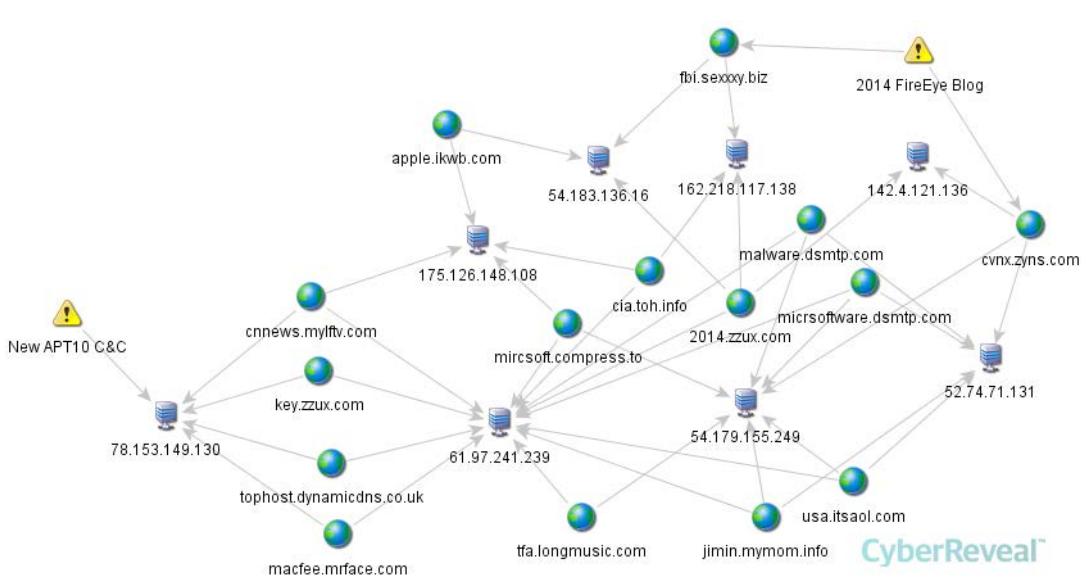 fbi.sexxxy.biz
2014 FireEye Blog
apple.ikwb.com
54.183.136.16
162.218.117.138
142.4.121.136
malware.dsmtp.com
cvnx.zyns.com
175.126.148.108
cia.toh.info
cnnews.mylftv.com
2014.zzux.com
micrsoftware.dsmtp.com
New APT10 C&C
mircsoft.compress.to
key.zzux.com
52.74.71.131
78.153.149.130
61.97.241.239
54.179.155.249
tophost.dynamicdns.co.uk
usa.itsaol.com
tfa.longmusic.com
jimin.mymom.info
macfee.mrface.com
CyberReveal™